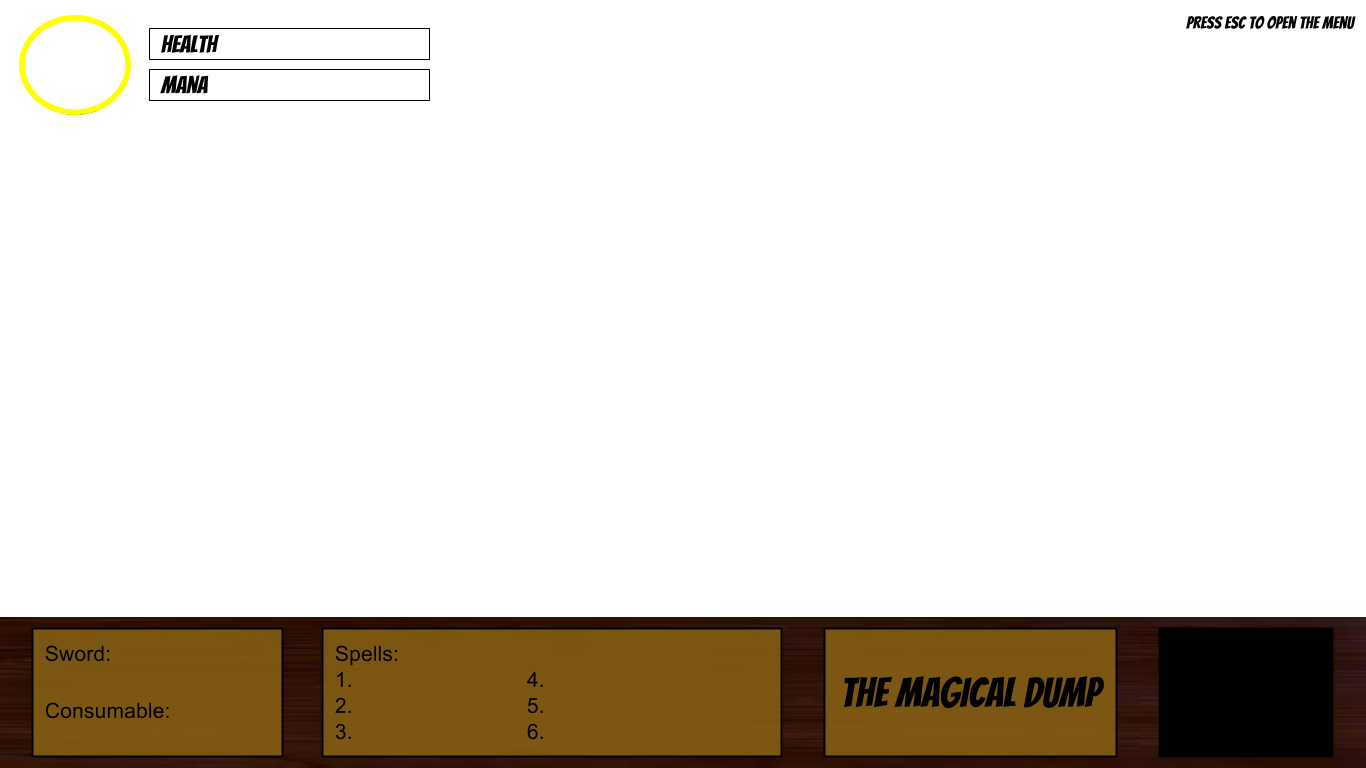 HEALTH
MANA
PRESS ESC TO OPEN THE MENU
Sword:
Consumable:
Spells:
1.
2.
3.
4.
5.
6.
THE MAGICAL DUMP